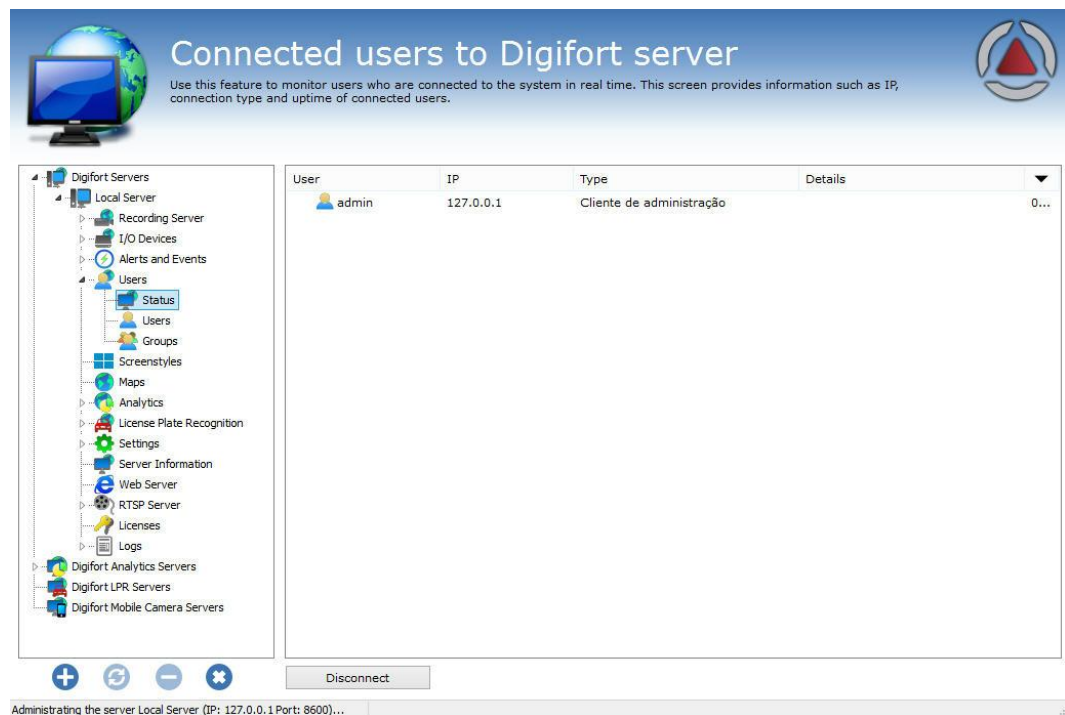 Connected users to Digifort server
Use this feature to monitor users who are connected to the system in real time. This screen provides information such as IP,
connection type and uptime of connected users.
Digifort Servers
Local Server
Recording Server
I/O Devices
Alerts and Events
Users
Status
Users
Groups
Screenstyles
Maps
Analytics
License Plate Recognition
Settings
Server Information
Web Server
RTSP Server
Licenses
Logs
Digifort Analytics Servers
Digifort LPR Servers
Digifort Mobile Camera Servers
User IP Type Details
admin 127.0.0.1 Cliente de administração 0...
Disconnect
Administrating the server Local Server (IP: 127.0.0.1 Port: 8600)...